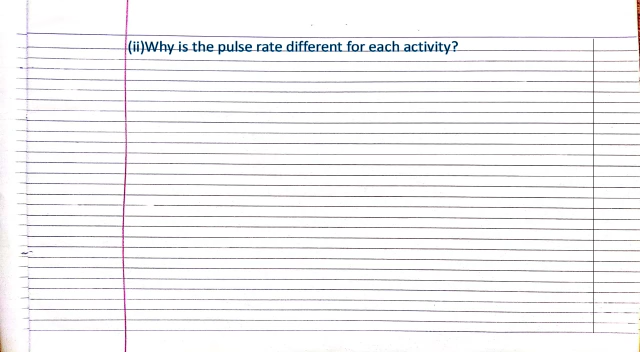 (ii)Why is the pulse rate different for each activity?